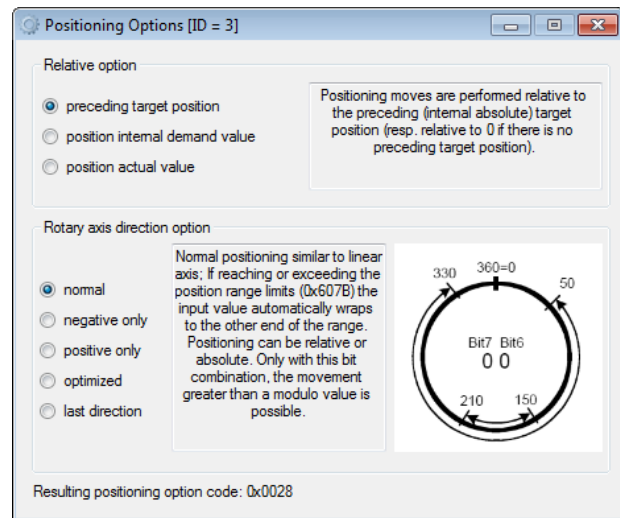 Positioning Options [ID = 3]
Relative option
preceding target position
position internal demand value
position actual value
Positioning moves are performed relative to
the preceding (internal absolute) target
position (resp. relative to 0 if there is no
preceding target position).
Rotary axis direction option
normal
negative only
positive only
optimized
last direction
Normal positioning similar to linear
axis; If reaching or exceeding the
position range limits (0x607B) the
input value automatically wraps
to the other end of the range.
Positioning can be relative or
absolute. Only with this bit
combination, the movement
greater than a modulo value is
possible.
330 360=0 50
Bit7 Bit6
0 0
210 150
Resulting positioning option code: 0x0028